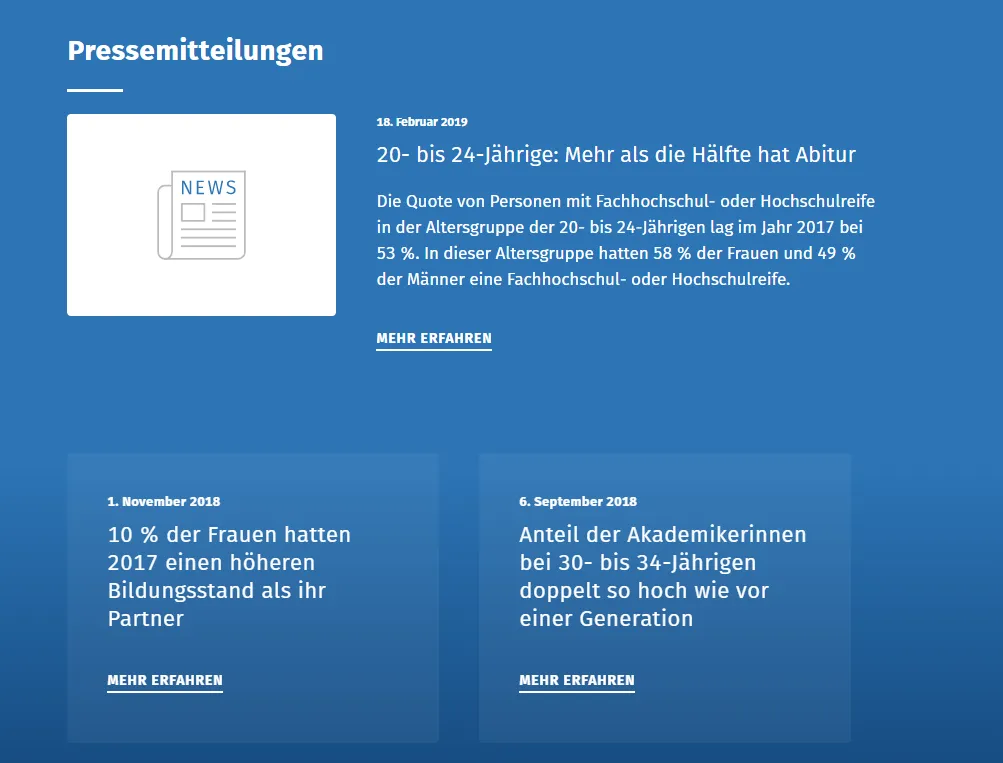 Pressemitteilungen
NEWS
18. Februar 2019
20- bis 24-Jährige: Mehr als die Hälfte hat Abitur
Die Quote von Personen mit Fachhochschul- oder Hochschulreife
in der Altersgruppe der 20- bis 24-Jährigen lag im Jahr 2017 bei
53 %. In dieser Altersgruppe hatten 58 % der Frauen und 49 %
der Männer eine Fachhochschul- oder Hochschulreife.
MEHR ERFAHREN
1. November 2018
10 % der Frauen hatten
2017 einen höheren
Bildungsstand als ihr
Partner
MEHR ERFAHREN
6. September 2018
Anteil der Akademikerinnen
bei 30- bis 34-Jährigen
doppelt so hoch wie vor
einer Generation
MEHR ERFAHREN